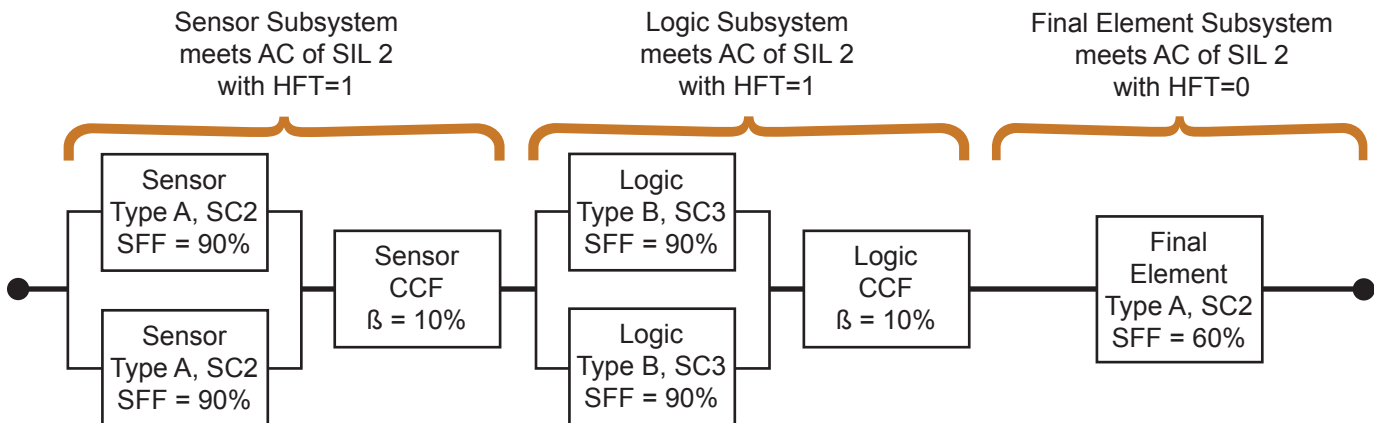 Sensor Subsystem
meets AC of SIL 2
with HFT=1
Logic Subsystem
meets AC of SIL 2
with HFT=1
Final Element Subsystem
meets AC of SIL 2
with HFT=0
Sensor
Type A, SC2
SFF = 90%
Sensor
Type A, SC2
SFF = 90%
Sensor
CCF
ß = 10%
Logic
Type B, SC3
SFF = 90%
Logic
Type B, SC3
SFF = 90%
Logic
CCF
ß = 10%
Final
Element
Type A, SC2
SFF = 60%